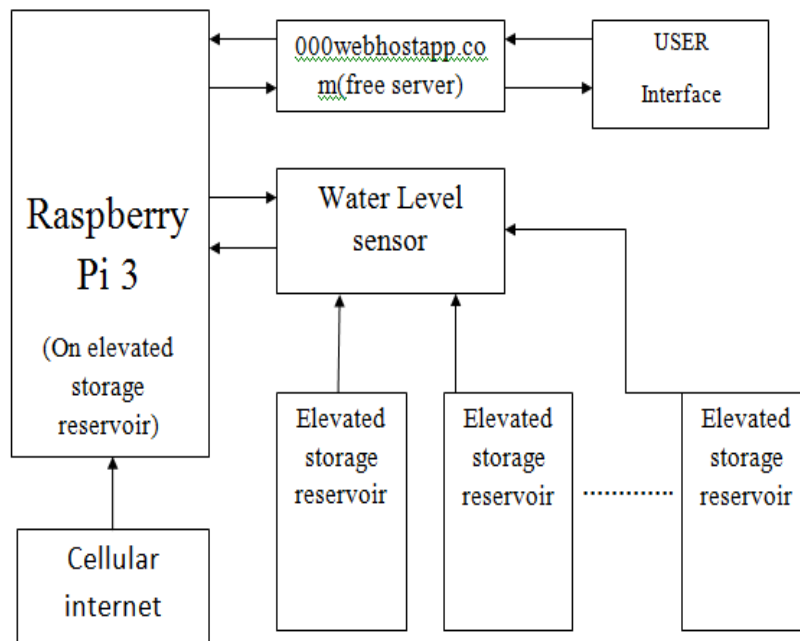 000webhostapp.co
m(free server)
USER
Interface
Raspberry
Pi 3
(On elevated
storage
reservoir)
Water Level
sensor
Elevated
storage
reservoir
Elevated
storage
reservoir
.............
Elevated
storage
reservoir
Cellular
internet